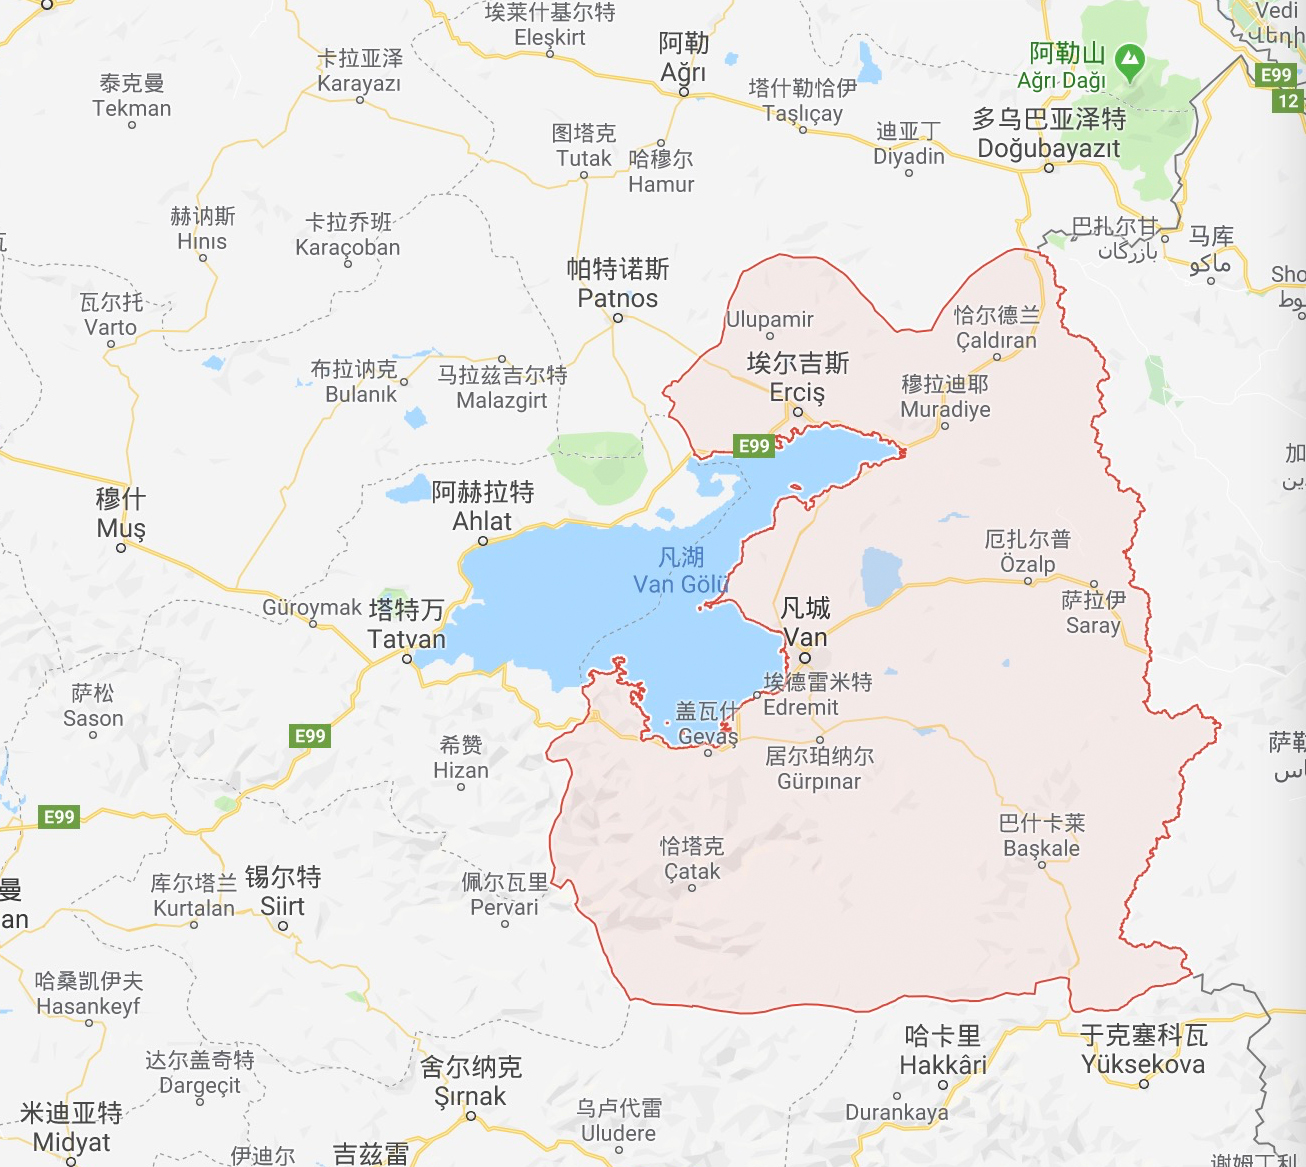 埃莱什基尔特
Eleşkirt
阿勒
Ağrı
卡拉亚泽
Karayazı
泰克曼
Tekman
塔什勒恰伊
Taşlıçay
阿勒山
Ağrı Dağı
Vedi
E99
12
多乌巴亚泽特
Doğubayazıt
迪亚丁
Diyadin
图塔克
Tutak
哈穆尔
Hamur
赫讷斯
Hınıs
卡拉乔班
Karaçoban
巴扎尔甘
بازرگان
马库
ماكو
帕特诺斯
Patnos
瓦尔托
Varto
Ulupamir
恰尔德兰
Çaldıran
布拉讷克
Bulanık
马拉兹吉尔特
Malazgirt
埃尔吉斯
Erciş
穆拉迪耶
Muradiye
E99
穆什
Muş
阿赫拉特
Ahlat
凡湖
Van Gölü
厄扎尔普
Özalp
萨拉伊
Saray
Güroymak
塔特万
Tatvan
凡城
Van
埃德雷米特
Edremit
萨松
Sason
盖瓦什
Gevaş
E99
希赞
Hizan
居尔珀纳尔
Gürpınar
E99
巴什卡莱
Başkale
恰塔克
Çatak
库尔塔兰
Kurtalan
锡尔特
Siirt
佩尔瓦里
Pervari
哈桑凯伊夫
Hasankeyf
哈卡里
Hakkâri
于克塞科瓦
Yüksekova
达尔盖奇特
Dargeçit
舍尔纳克
Şırnak
乌卢代雷
Uludere
Durankaya
米迪亚特
Midyat
伊迪尔
吉兹雷